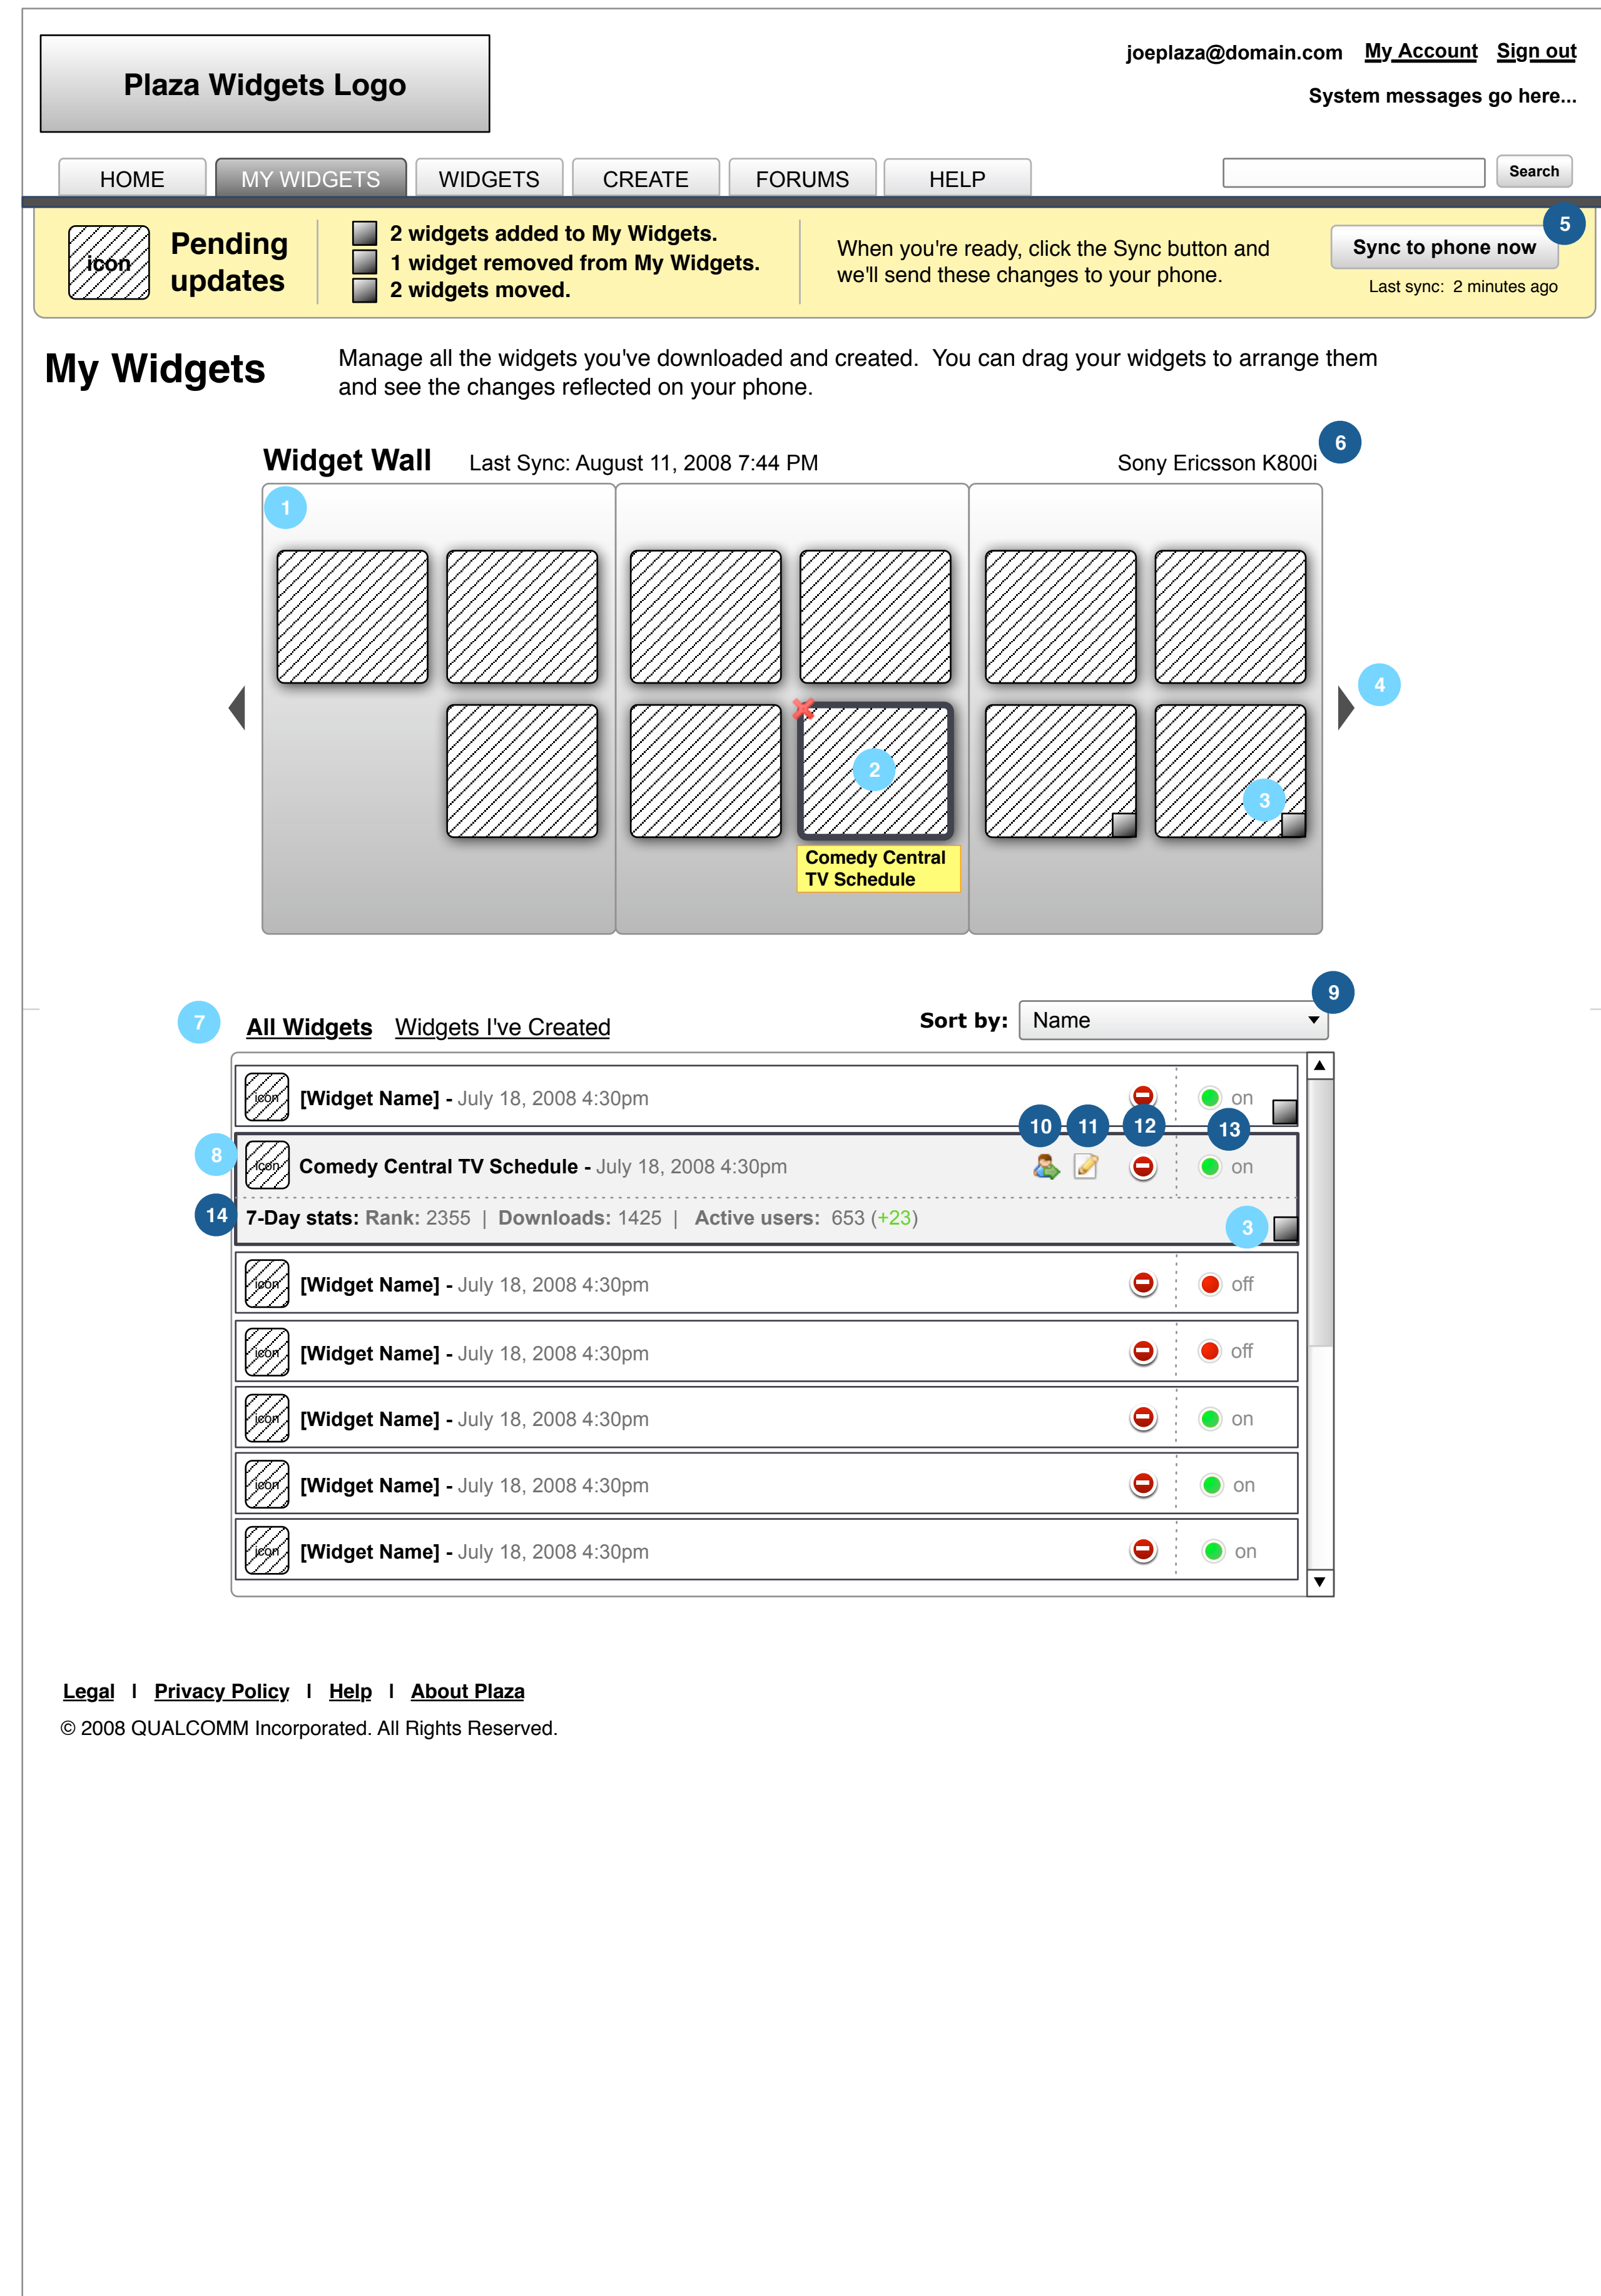 Plaza Widgets Logo
joeplaza@domain.com My Account Sign out
System messages go here...
HOME MY WIDGETS WIDGETS CREATE FORUMS HELP Search
5
icon
Pending
updates
2 widgets added to My Widgets.
1 widget removed from My Widgets.
2 widgets moved.
When you're ready, click the Sync button and
we'll send these changes to your phone.
Sync to phone now
Last sync: 2 minutes ago
My Widgets
Manage all the widgets you've downloaded and created. You can drag your widgets to arrange them
and see the changes reflected on your phone.
Widget Wall Last Sync: August 11, 2008 7:44 PM Sony Ericsson K800i 6
1
4
2
3
Comedy Central
TV Schedule
7 All Widgets Widgets I've Created Sort by: Name 9
icon [Widget Name] - July 18, 2008 4:30pm on
10 11 12 13
8 icon Comedy Central TV Schedule - July 18, 2008 4:30pm on
14 7-Day stats: Rank: 2355 | Downloads: 1425 | Active users: 653 (+23) 3
icon [Widget Name] - July 18, 2008 4:30pm off
icon [Widget Name] - July 18, 2008 4:30pm off
icon [Widget Name] - July 18, 2008 4:30pm on
icon [Widget Name] - July 18, 2008 4:30pm on
icon [Widget Name] - July 18, 2008 4:30pm on
Legal | Privacy Policy | Help | About Plaza
© 2008 QUALCOMM Incorporated. All Rights Reserved.